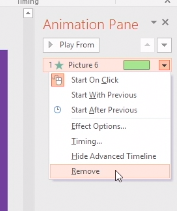 Timing
Animation Pane
Play From
1 Picture 6
Start On Click
Start With Previous
Start After Previous
Effect Options...
Timing...
Hide Advanced Timeline
Remove